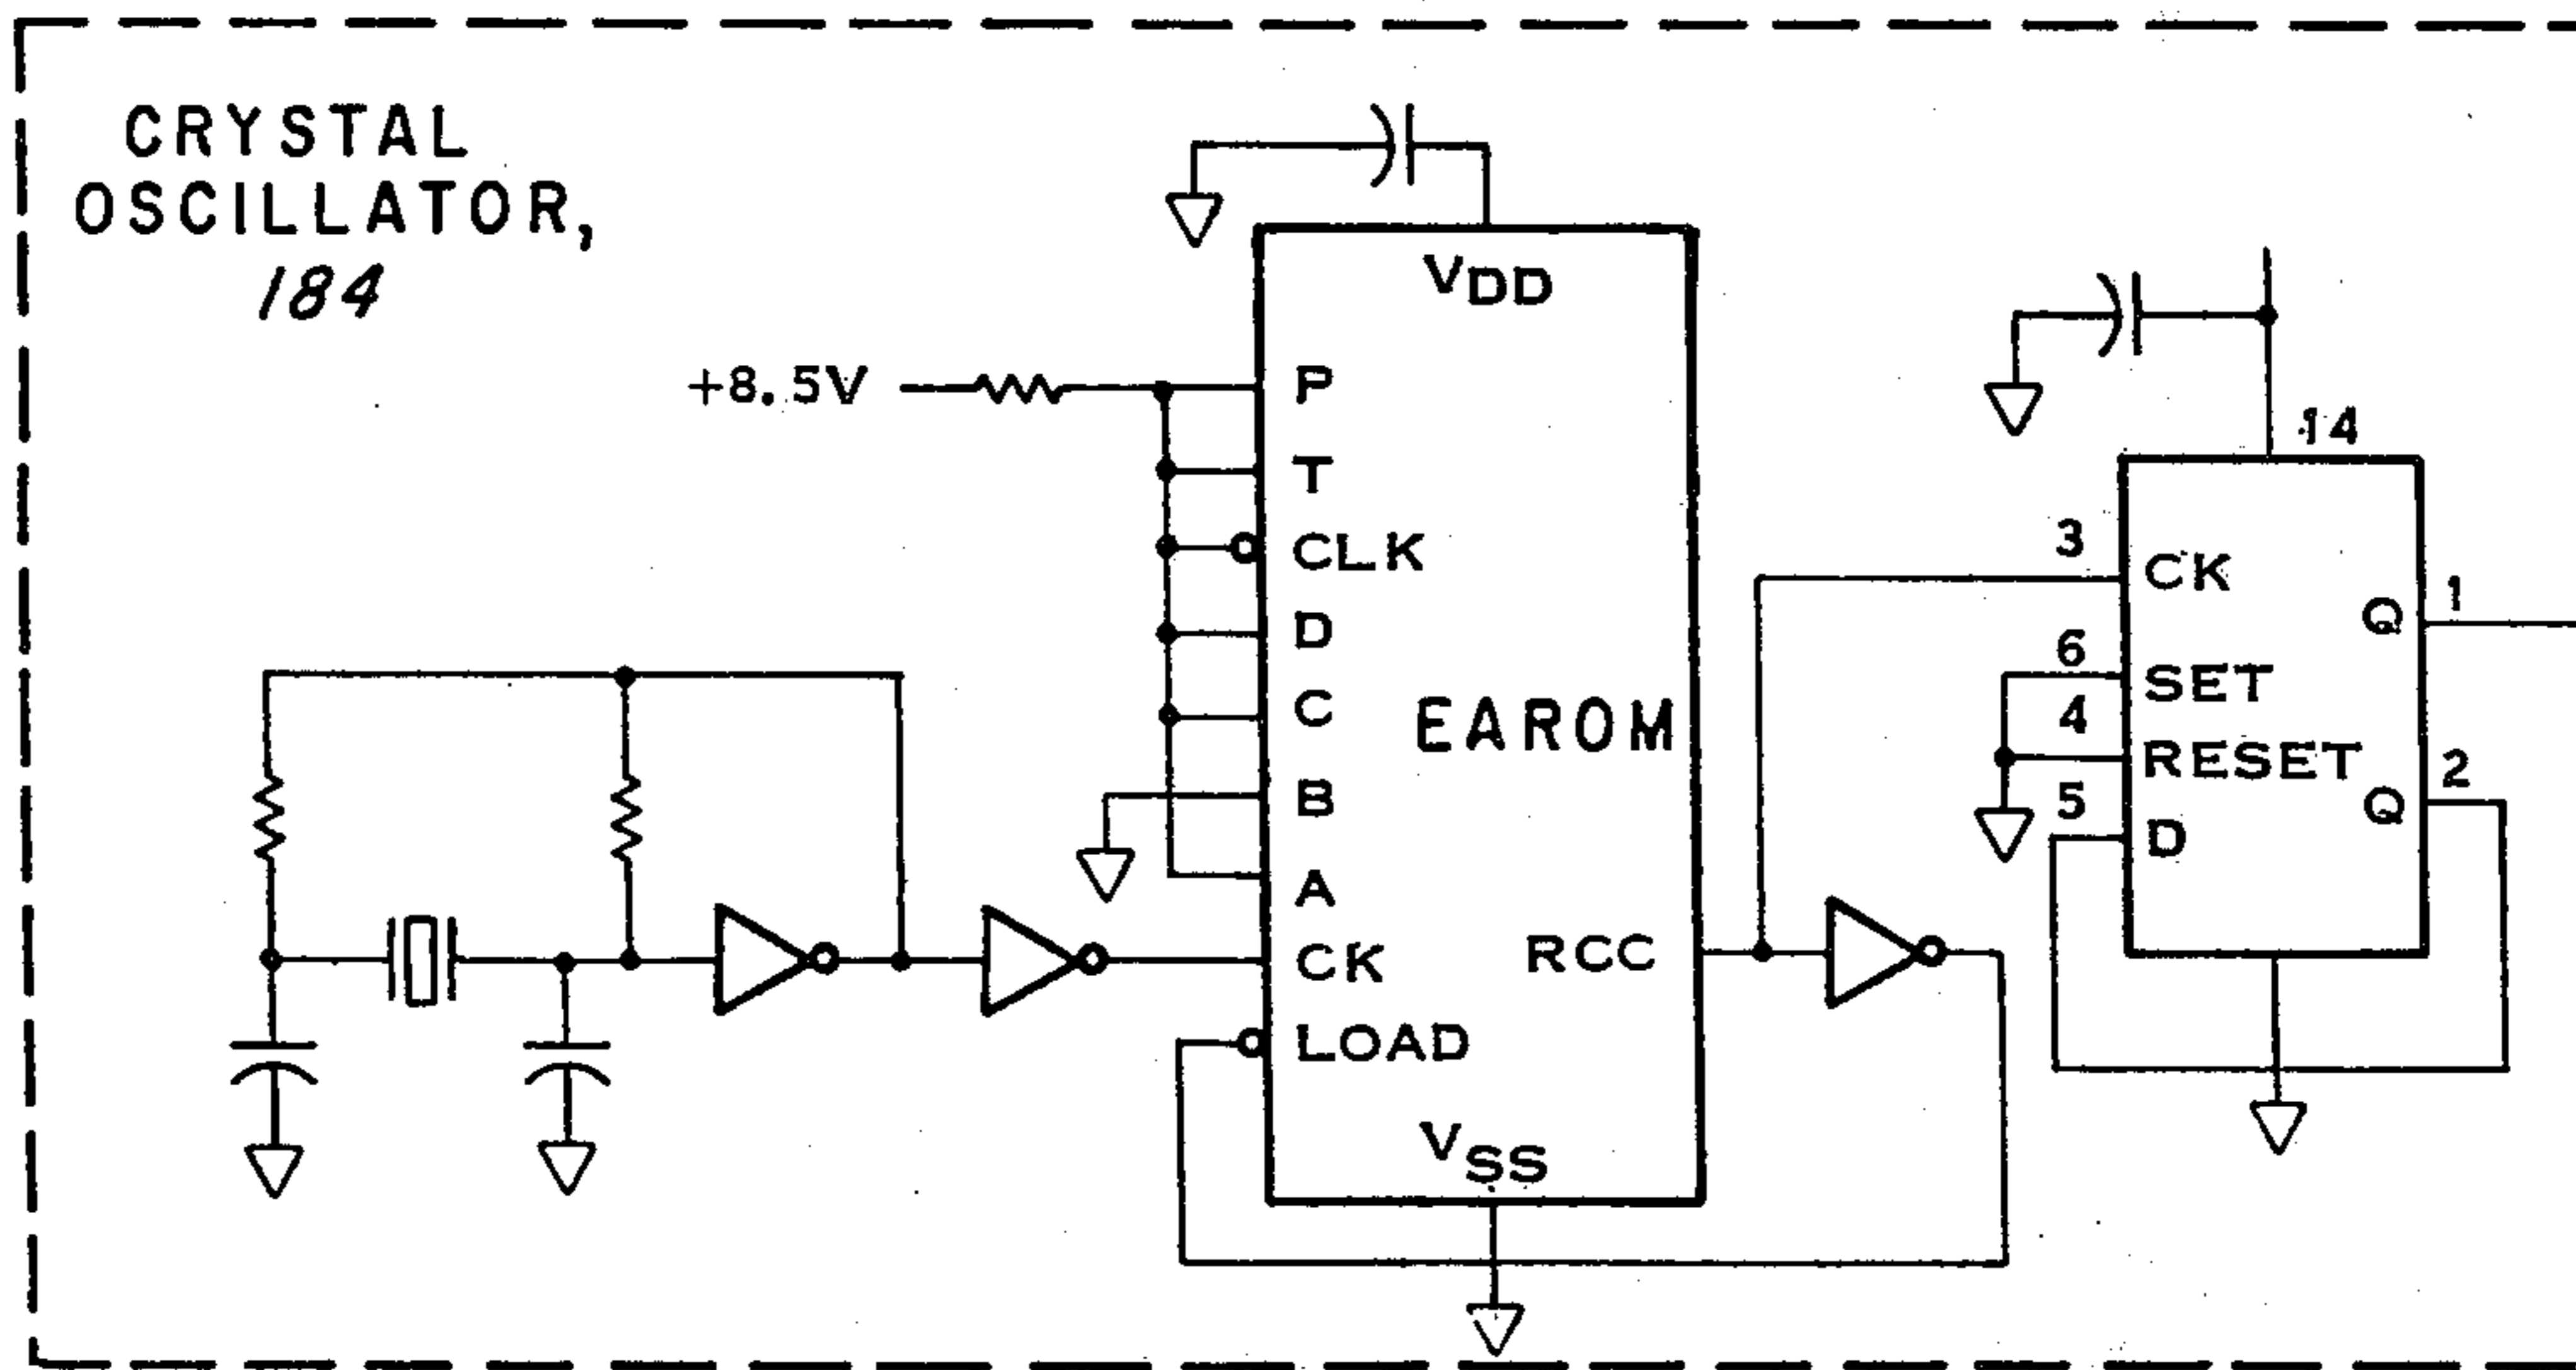 CRYSTAL
OSCILLATOR,
184
+8.5V
VDD
P
T
CLK
D
C
B
A
CK
LOAD
EAROM
RCC
VSS
14
3
CK
6
SET
4
RESET
5
D
Q
1
Q
2